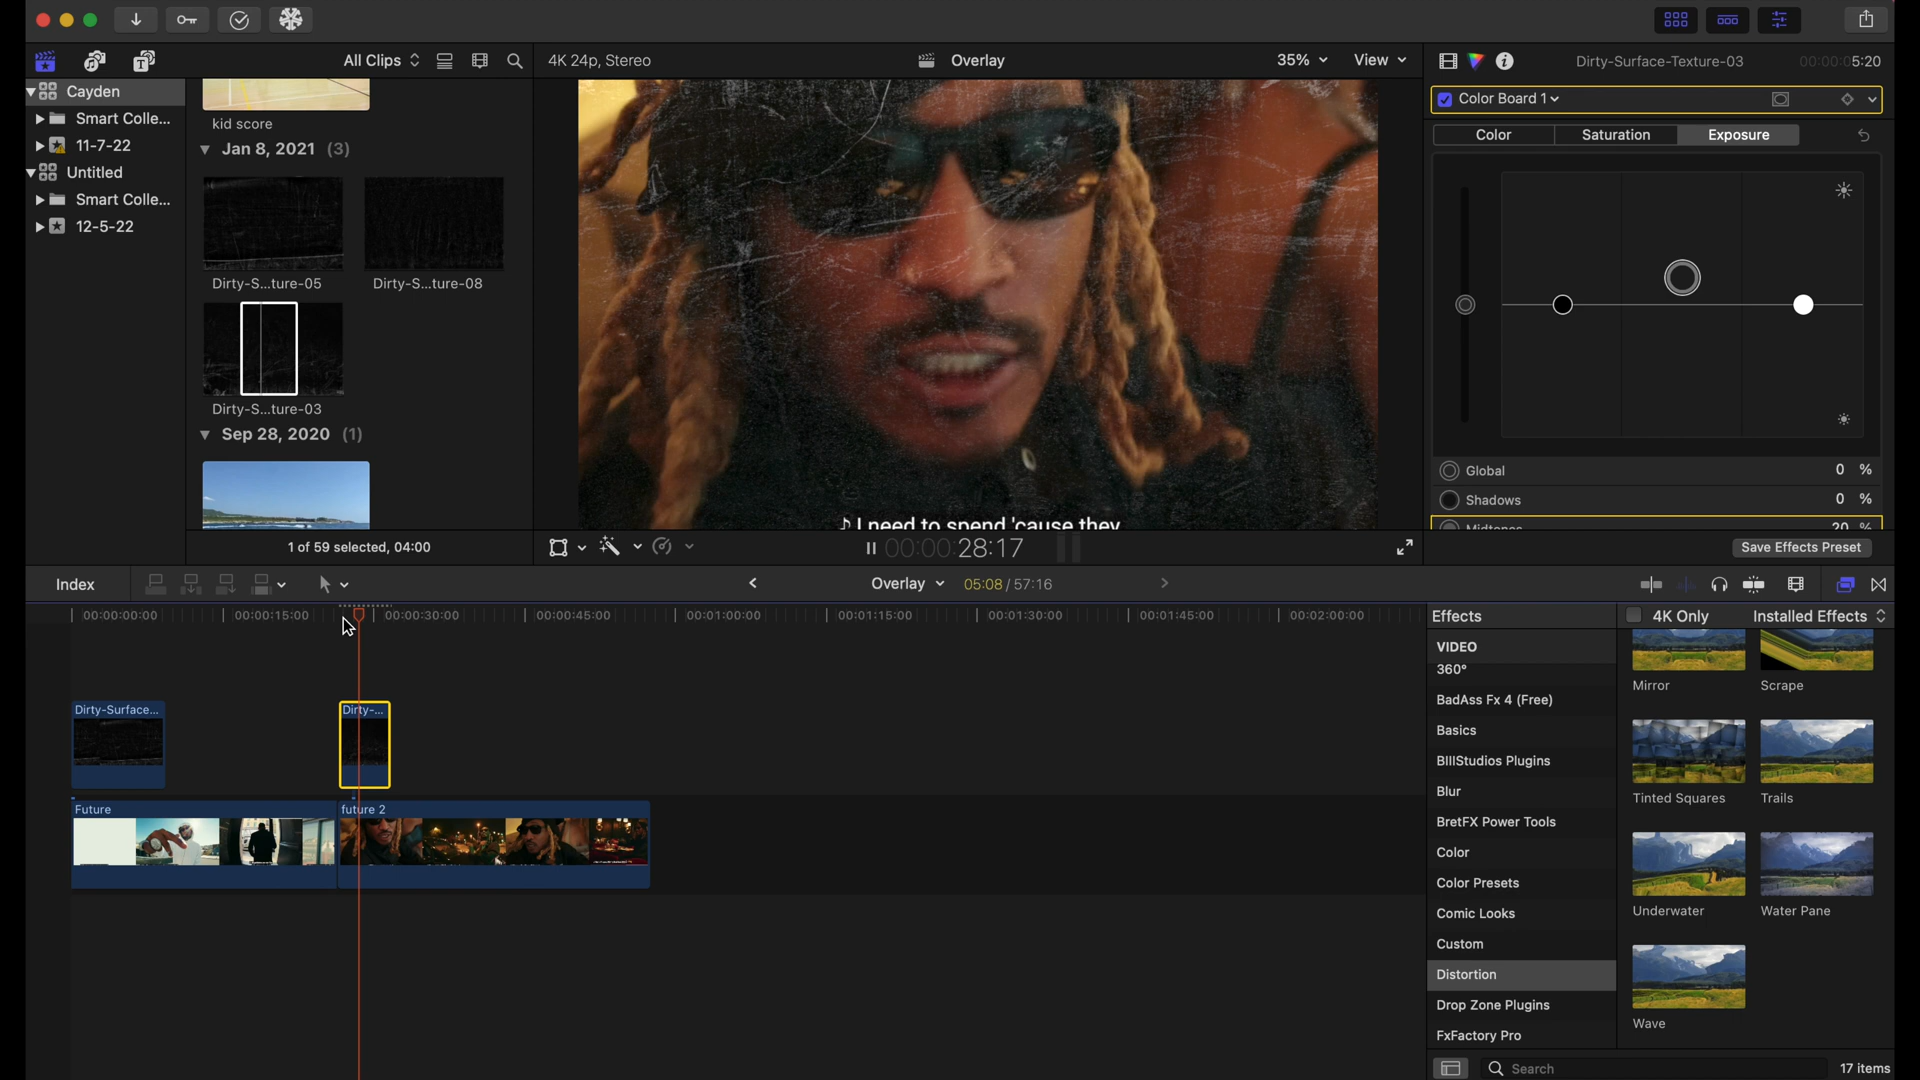 All Clips
4K 24p, Stereo
Overlay
35%
View
Dirty-Surface-Texture-03
00:00:05:20
Cayden
Smart Colle...
11-7-22
Untitled
Smart Colle...
12-5-22
kid score
Jan 8, 2021 (3)
Dirty-S...ture-05
Dirty-S...ture-08
Dirty-S...ture-03
Sep 28, 2020 (1)
1 of 59 selected, 04:00
♪ I need to spend 'cause they
00:00:28:17
Color Board 1
Color
Saturation
Exposure
Global
0 %
Shadows
0 %
Midtones
20 %
Save Effects Preset
Index
Overlay
05:08 / 57:16
00:00:00:00
00:00:15:00
00:00:30:00
00:00:45:00
00:01:00:00
00:01:15:00
00:01:30:00
00:01:45:00
00:02:00:00
Dirty-Surface...
Dirty-...
Future
future 2
Effects
4K Only
Installed Effects
VIDEO
360°
BadAss Fx 4 (Free)
Basics
BIIIStudios Plugins
Blur
BretFX Power Tools
Color
Color Presets
Comic Looks
Custom
Distortion
Drop Zone Plugins
FxFactory Pro
Mirror
Scrape
Tinted Squares
Trails
Underwater
Water Pane
Wave
Search
17 items